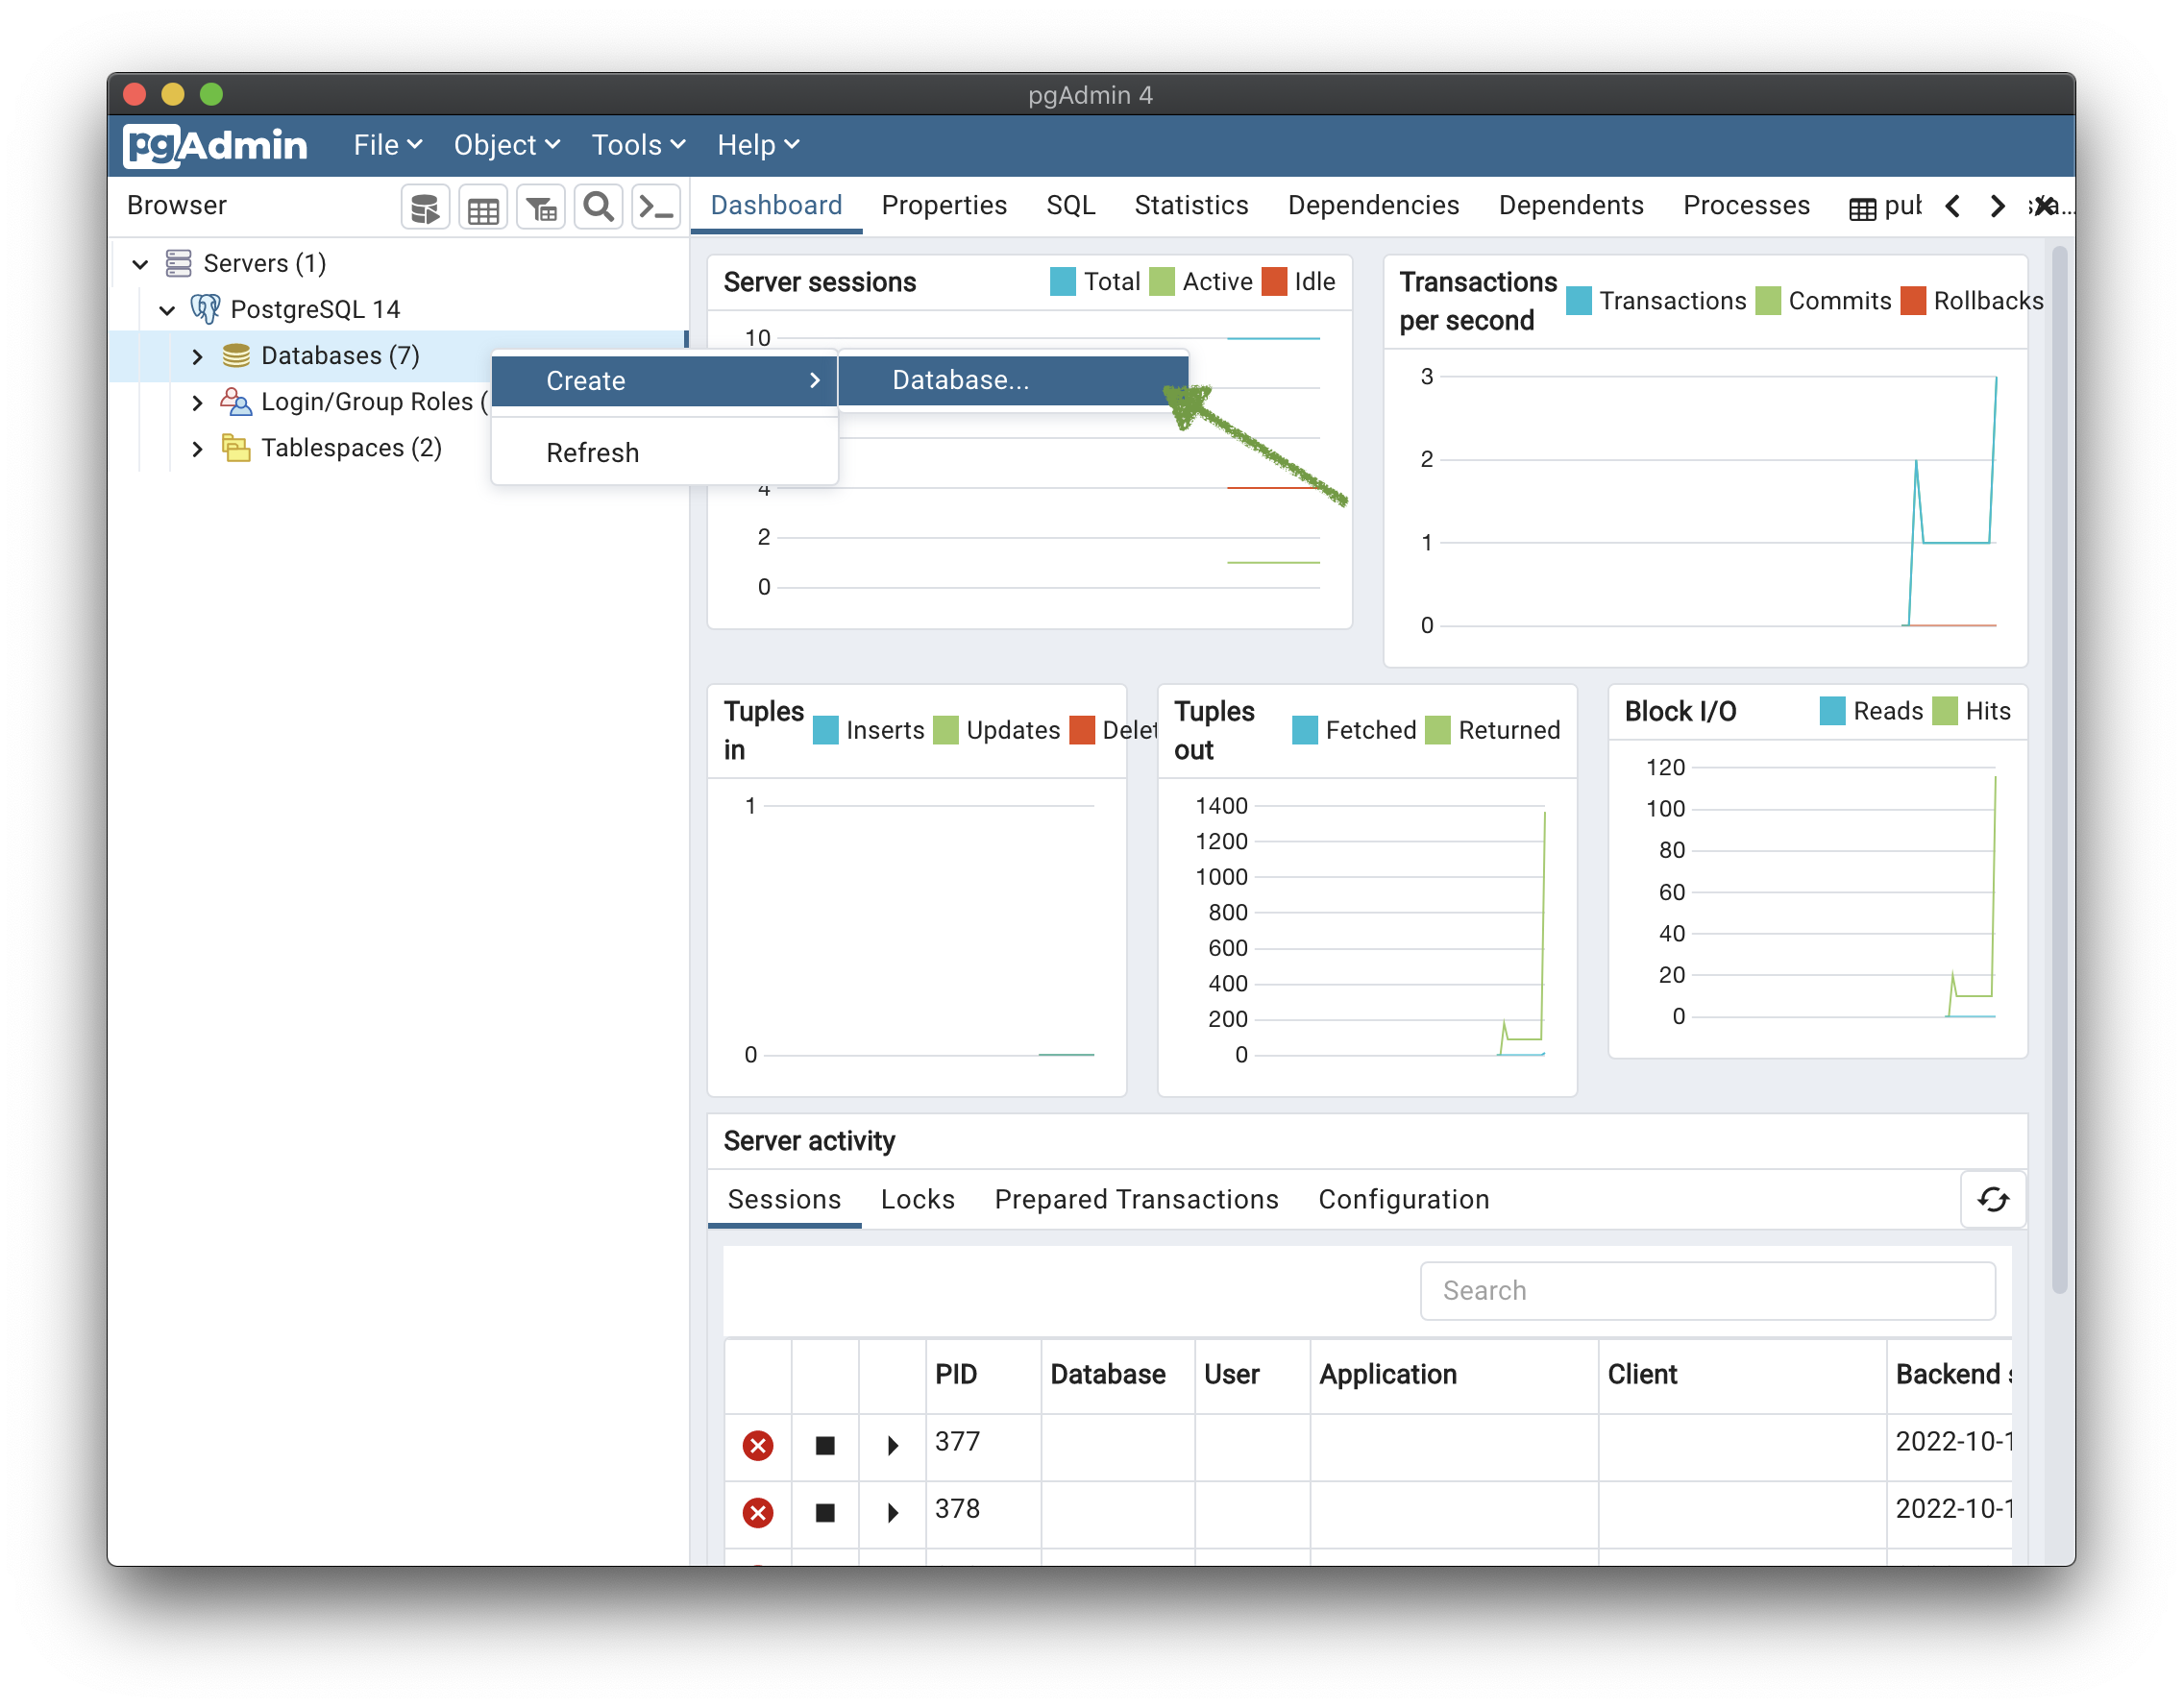 pgAdmin 4
pgAdmin File Object Tools Help
Browser
Dashboard Properties SQL Statistics Dependencies Dependents Processes
Servers (1)
PostgreSQL 14
Databases (7)
Login/Group Roles (
Tablespaces (2)
Create
Database...
Refresh
Server sessions
Total Active Idle
10
4
2
0
Transactions
per second
Transactions Commits Rollbacks
3
2
1
0
Tuples
in
Inserts Updates Delet
1
0
Tuples
out
Fetched Returned
1400
1200
1000
800
600
400
200
0
Block I/O
Reads Hits
120
100
80
60
40
20
0
Server activity
Sessions Locks Prepared Transactions Configuration
Search
PID Database User Application Client Backend
377 2022-10-1
378 2022-10-1